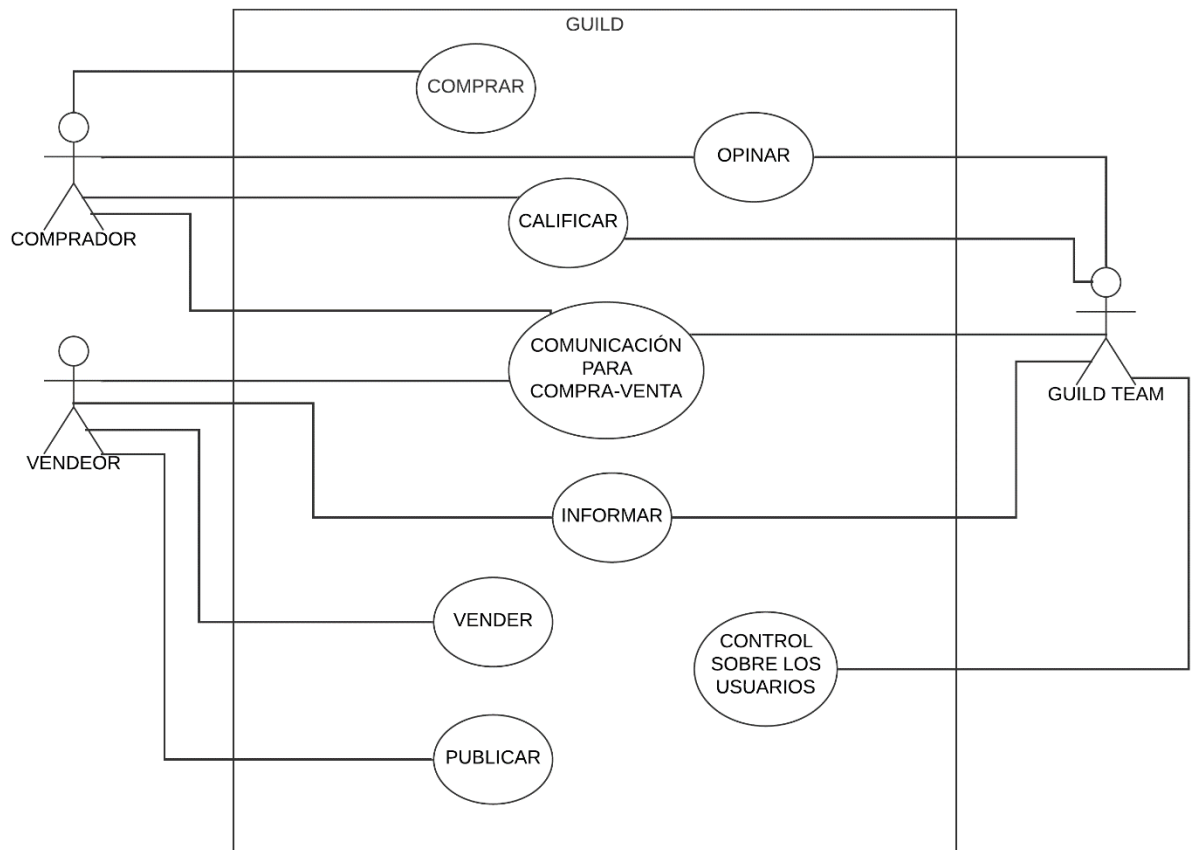 GUILD
COMPRAR
OPINAR
CALIFICAR
COMPRADOR
COMUNICACIÓN
PARA
COMPRA-VENTA
GUILD TEAM
VENDEOR
INFORMAR
VENDER
CONTROL
SOBRE LOS
USUARIOS
PUBLICAR